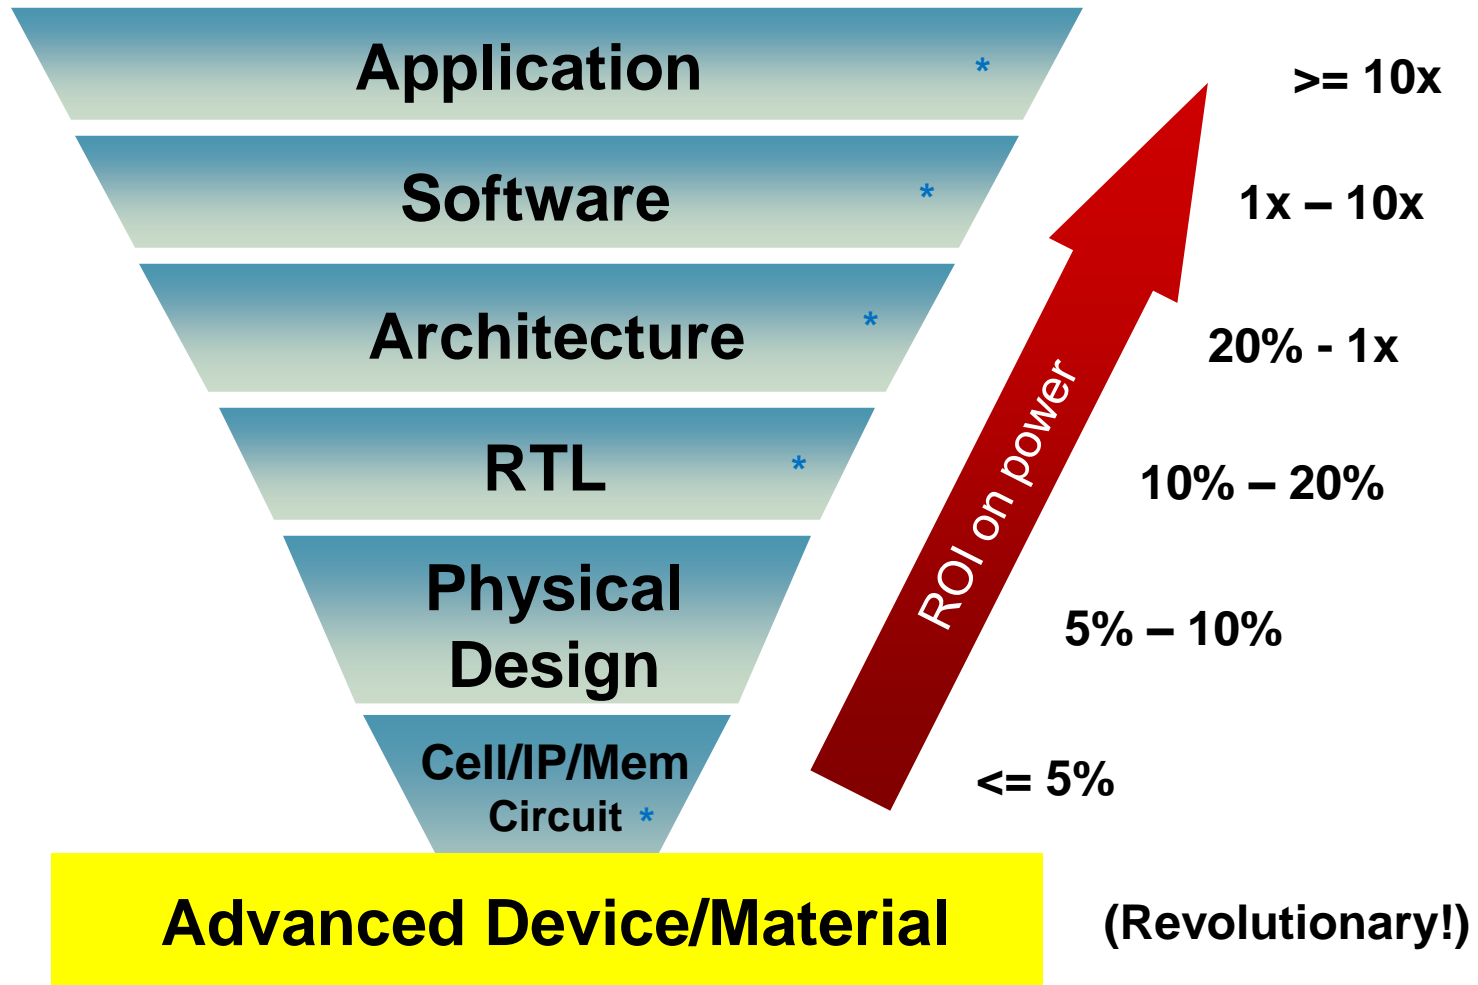 Application *
>= 10x
Software *
1x – 10x
Architecture *
20% - 1x
RTL *
10% – 20%
Physical
Design
5% – 10%
Cell/IP/Mem
Circuit *
<= 5%
ROI on power
Advanced Device/Material
(Revolutionary!)